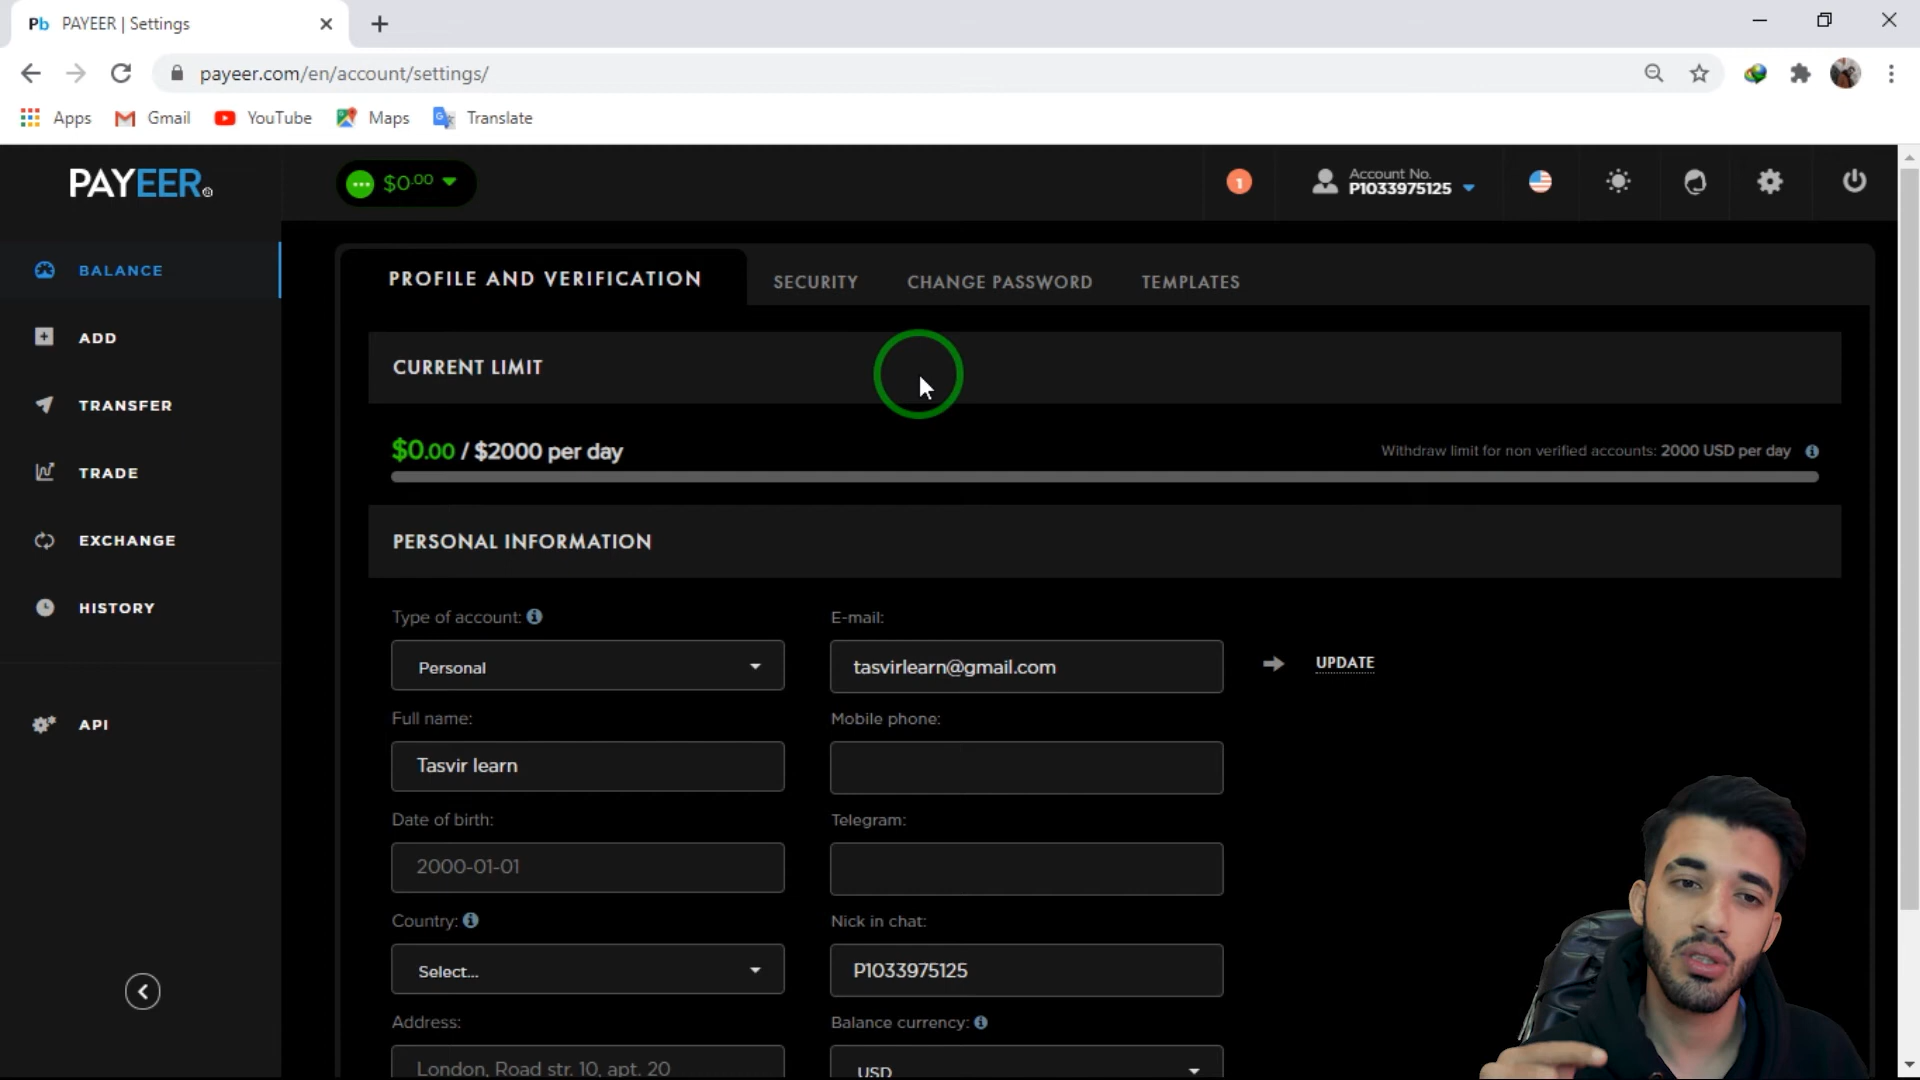 Pb PAYEER | Settings
payeer.com/en/account/settings/
Apps Gmail YouTube Maps Translate
PAYEER®
$0.00
1
Account No.
P1033975125
BALANCE
ADD
TRANSFER
TRADE
EXCHANGE
HISTORY
API
PROFILE AND VERIFICATION SECURITY CHANGE PASSWORD TEMPLATES
CURRENT LIMIT
$0.00 / $2000 per day
Withdraw limit for non verified accounts: 2000 USD per day
PERSONAL INFORMATION
Type of account: E-mail:
Personal tasvirlearn@gmail.com UPDATE
Full name: Mobile phone:
Tasvir learn
Date of birth: Telegram:
2000-01-01
Country: Nick in chat:
Select... P1033975125
Address: Balance currency:
London, Road str. 10, apt. 20 USD